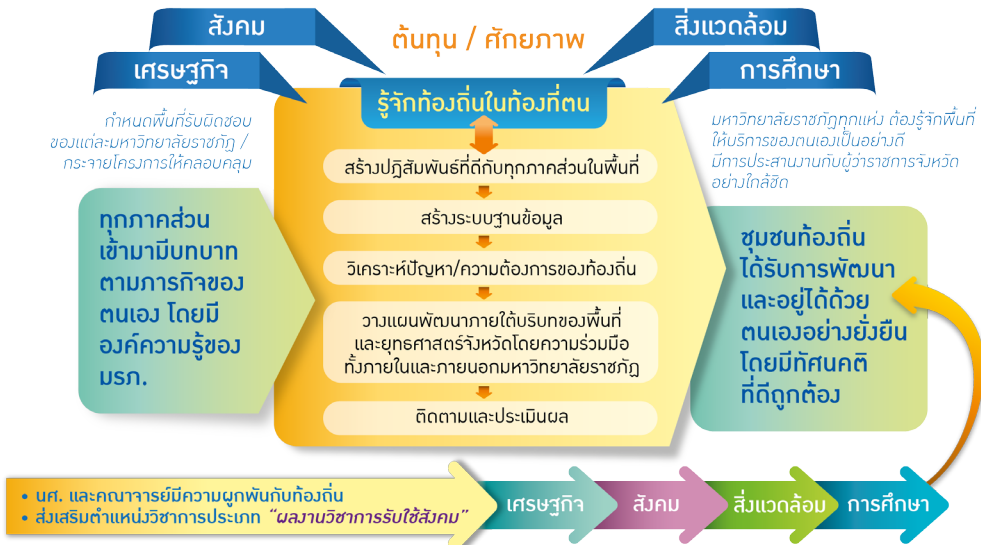 สังคม
ต้นทุน / ศักยภาพ
สิ่งแวดล้อม
เศรษฐกิจ
การศึกษา
รู้จักท้องถิ่นในท้องที่ตน
กำหนดพื้นที่รับผิดชอบ
ของแต่ละมหาวิทยาลัยราชภัฏ /
กระจายโครงการให้คลอบคลุม
มหาวิทยาลัยราชภัฏทุกแห่ง ต้องรู้จักพื้นที่
ให้บริการของตนเองเป็นอย่างดี
มีการประสานงานกับผู้ว่าราชการจังหวัด
อย่างใกล้ชิด
ทุกภาคส่วน
เข้ามามีบทบาท
ตามภารกิจของ
ตนเอง โดยมี
องค์ความรู้ของ
มรภ.
สร้างปฏิสัมพันธ์ที่ดีกับทุกภาคส่วนในพื้นที่
สร้างระบบฐานข้อมูล
วิเคราะห์ปัญหา/ความต้องการของท้องถิ่น
วางแผนพัฒนาภายใต้บริบทของพื้นที่
และยุทธศาสตร์จังหวัดโดยความร่วมมือ
ทั้งภายในและภายนอกมหาวิทยาลัยราชภัฏ
ติดตามและประเมินผล
ชุมชนท้องถิ่น
ได้รับการพัฒนา
และอยู่ได้ด้วย
ตนเองอย่างยั่งยืน
โดยมีทัศนคติ
ที่ดีถูกต้อง
• นศ. และคณาจารย์มีความผูกพันกับท้องถิ่น
• ส่งเสริมตำแหน่งวิชาการประเภท “ผลงานวิชาการรับใช้สังคม”
เศรษฐกิจ
สังคม
สิ่งแวดล้อม
การศึกษา